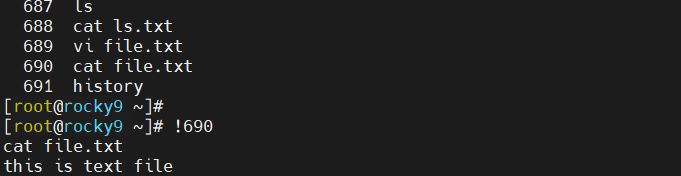 687 ls
688 cat ls.txt
689 vi file.txt
690 cat file.txt
691 history
[root@rocky9 ~]#
[root@rocky9 ~]# !690
cat file.txt
this is text file